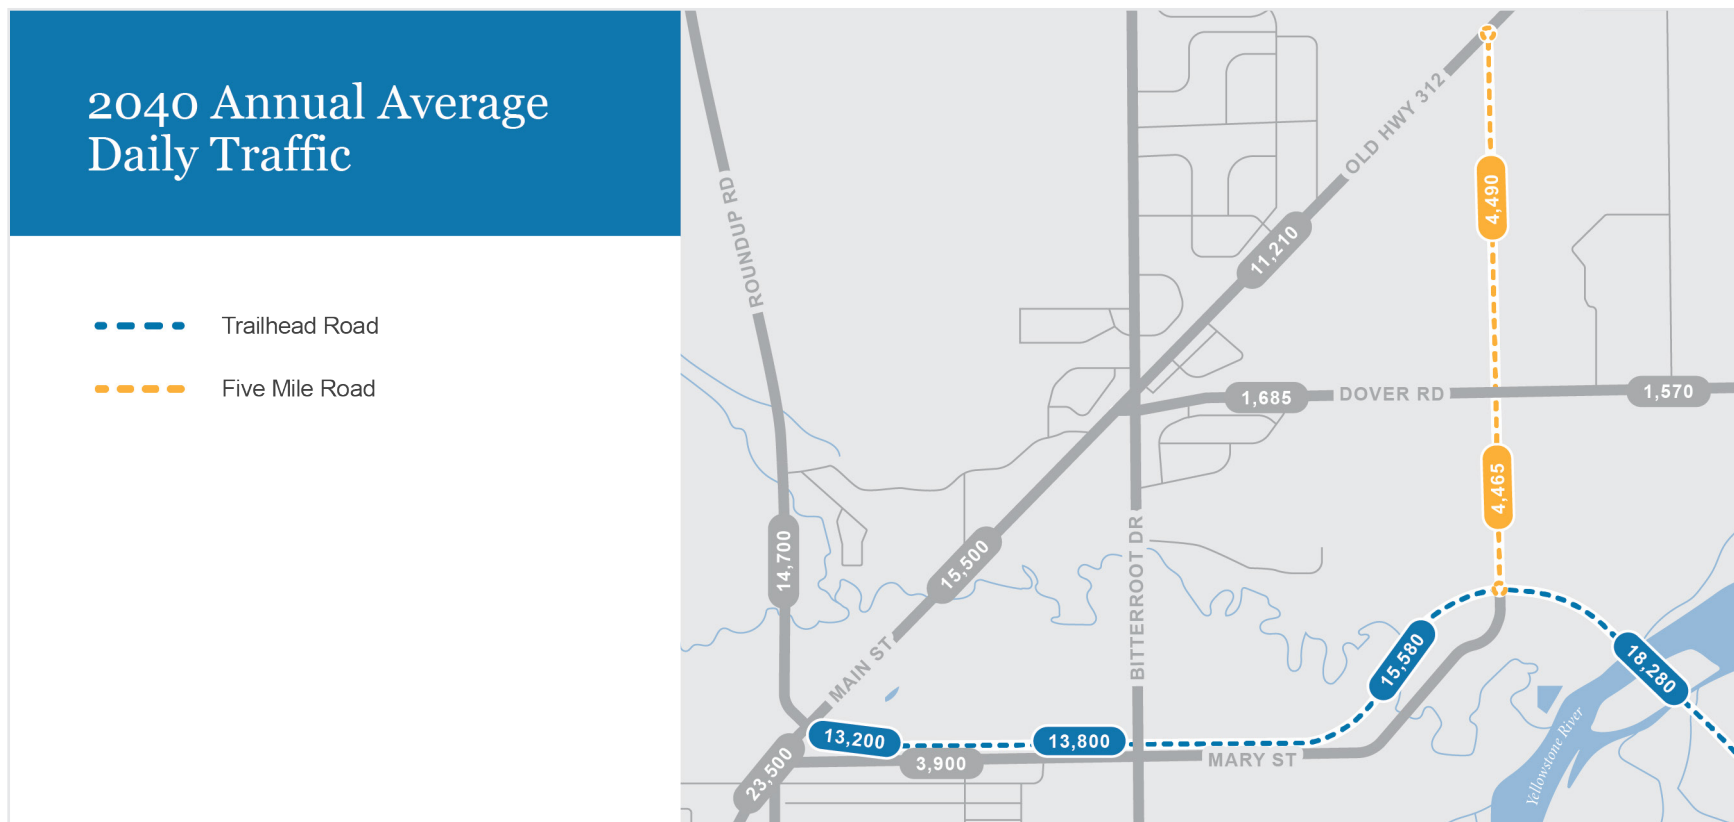 2040 Annual Average
Daily Traffic
Trailhead Road
Five Mile Road
ROUNDUP RD
OLD HWY 312
4,490
11,210
1,685
DOVER RD
1,570
4,465
14,700
15,500
BITTERROOT DR
MAIN ST
15,580
18,280
13,200
13,800
23,500
3,900
MARY ST
Yellowstone River